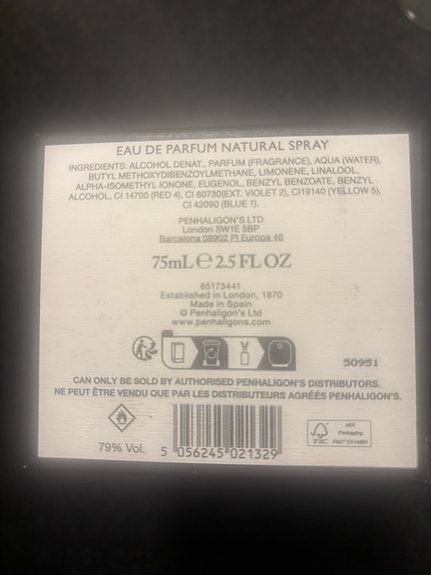 EAU DE PARFUM NATURAL SPRAY
INGREDIENTS: ALCOHOL DENAT., PARFUM (FRAGRANCE), AQUA (WATER),
BUTYL METHOXYDIBENZOYLMETHANE, LIMONENE, LINALOOL,
ALPHA-ISOMETHYL IONONE, EUGENOL, BENZYL BENZOATE, BENZYL
ALCOHOL, CI 14700 (RED 4), CI 60730(EXT. VIOLET 2), CI19140 (YELLOW 5),
CI 42090 (BLUE 1).
PENHALIGON'S LTD
London SW1E 5BP
Barcelona 08902 Pl Europa 46
75mL e 2.5 FL OZ
65173441
Established in London, 1870
Made in Spain
© Penhaligon's Ltd
www.penhaligons.com
50951
CAN ONLY BE SOLD BY AUTHORISED PENHALIGON'S DISTRIBUTORS.
NE PEUT ÊTRE VENDU QUE PAR LES DISTRIBUTEURS AGRÉÉS PENHALIGON'S.
79% Vol.
5 056245 021329
FSC
MIX
Packaging